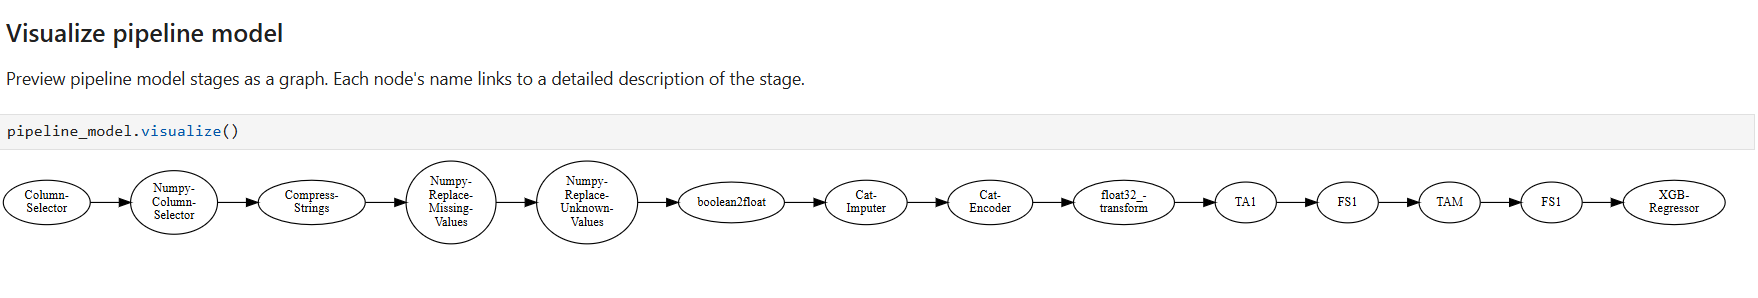 Visualize pipeline model
Preview pipeline model stages as a graph. Each node's name links to a detailed description of the stage.
pipeline_model.visualize()
Column-
Selector
Numpy-
Column-
Selector
Compress-
Strings
Numpy-
Replace-
Missing-
Values
Numpy-
Replace-
Unknown-
Values
boolean2float
Cat-
Imputer
Cat-
Encoder
float32_-
transform
TA1
FS1
TAM
FS1
XGB-
Regressor